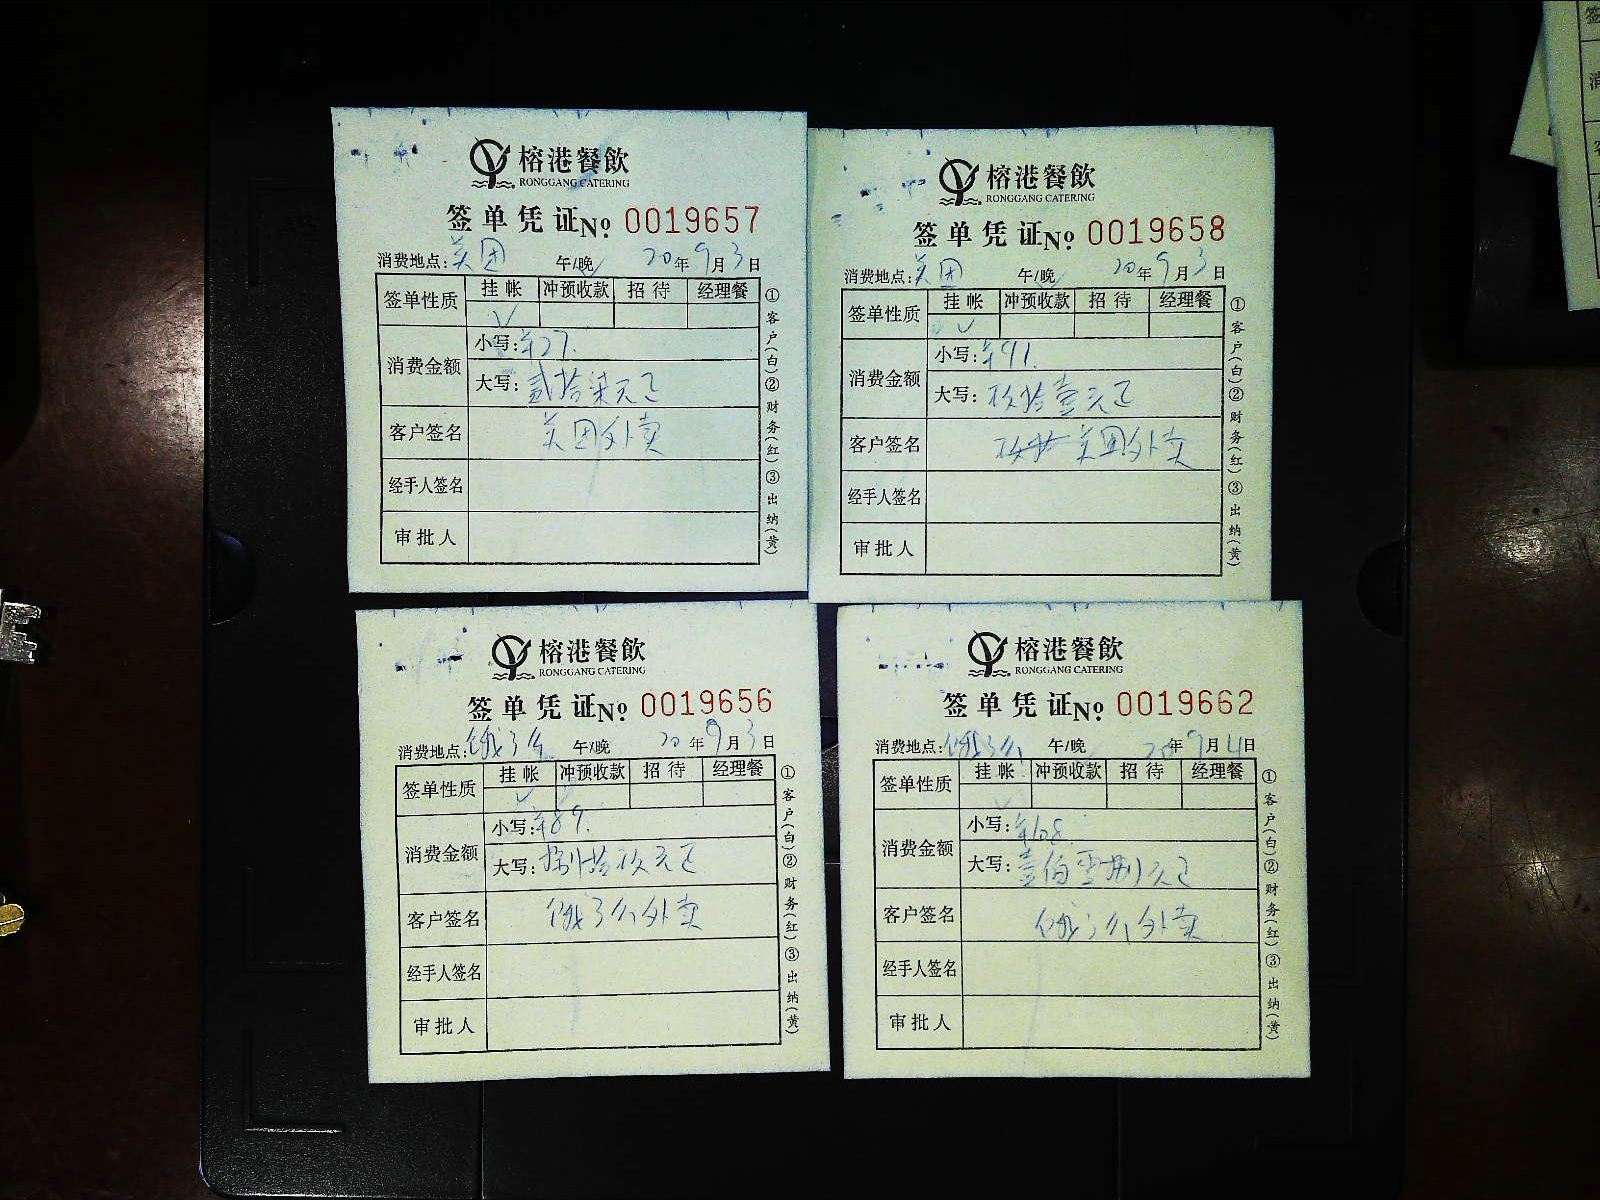 榕港餐飲
RONGGANG CATERING
签单凭证No 0019657
消费地点:美团 午/晚 20年9月3日
签单性质 挂帐 冲预收款 招待 经理餐
✓
消费金额
小写:¥27.
大写:贰拾柒元正
客户签名 美团外卖
经手人签名
审批人
①客户(白)②财务(红)③出纳(黄)
榕港餐飲
RONGGANG CATERING
签单凭证No 0019658
消费地点:美团 午/晚 20年9月3日
签单性质 挂帐 冲预收款 招待 经理餐
✓
消费金额
小写:¥91.
大写:玖拾壹元正
客户签名 美团外卖
经手人签名
审批人
①客户(白)②财务(红)③出纳(黄)
榕港餐飲
RONGGANG CATERING
签单凭证No 0019656
消费地点:饿了么 午/晚 20年9月3日
签单性质 挂帐 冲预收款 招待 经理餐
✓
消费金额
小写:¥89.
大写:捌拾玖元正
客户签名 饿了么外卖
经手人签名
审批人
①客户(白)②财务(红)③出纳(黄)
榕港餐飲
RONGGANG CATERING
签单凭证No 0019662
消费地点:饿了么 午/晚 20年9月4日
签单性质 挂帐 冲预收款 招待 经理餐
消费金额
小写:¥108.
大写:壹佰零捌元正
客户签名 饿了么外卖
经手人签名
审批人
①客户(白)②财务(红)③出纳(黄)